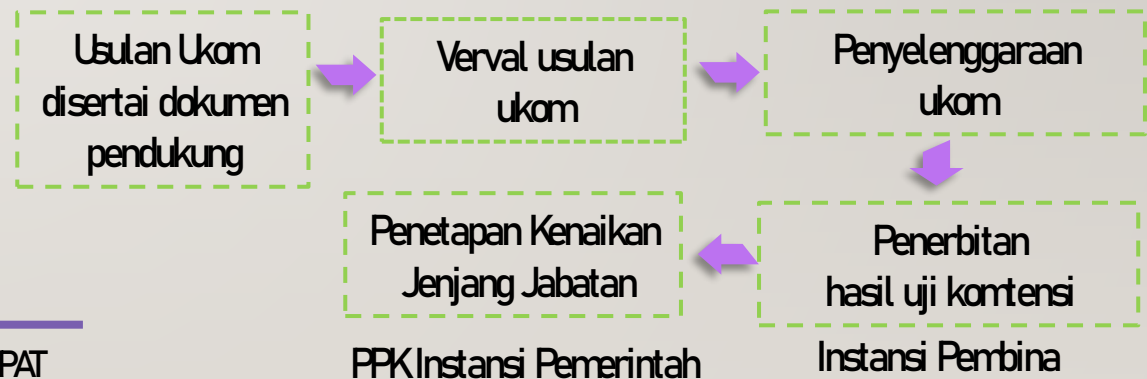 Usulan Ukom
disertai dokumen
pendukung
Verval usulan
ukom
Penyelenggaraan
ukom
Penerbitan
hasil uji komtensi
Instansi Pembina
Penetapan Kenaikan
Jenjang Jabatan
PPK Instansi Pemerintah
PAT